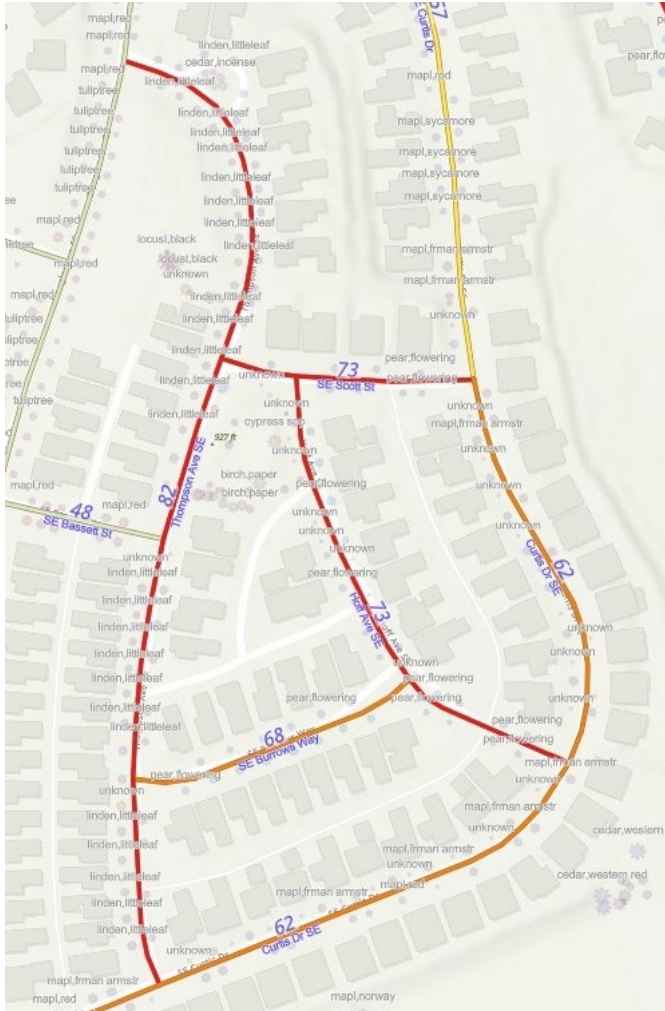 mapl,red
mapl,red
linden,littleleaf
cedar,incense
tuliptree
linden,littleleaf
mapl,red
tuliptree
linden,littleleaf
tuliptree
linden,littleleaf
mapl,sycamore
tuliptree
linden,littleleaf
mapl,sycamore
tuliptree
linden,littleleaf
mapl,sycamore
linden,littleleaf
mapl,sycamore
linden,littleleaf
mapl,red
linden,littleleaf
mapl,frman armstr
locust,black
locust,black
mapl,red
unknown
mapl,frman armstr
mapl,red
linden,littleleaf
unknown
tuliptree
linden,littleleaf
linden,littleleaf
pear,flowering
tuliptree
unknown
73
pear,flowering
SE Scott St
linden,littleleaf
unknown
unknown
cypress spp
mapl,frman armstr
927 ft
linden,littleleaf
unknown
unknown
mapl,red
birch,paper
pear,flowering
82
Thompson Ave SE
birch,paper
48
mapl,red
SE Bassett St
unknown
unknown
unknown
unknown
linden,littleleaf
pear,flowering
62
Curtis Dr SE
linden,littleleaf
73
Hoff Ave SE
unknown
linden,littleleaf
unknown
unknown
linden,littleleaf
pear,flowering
linden,littleleaf
pear,flowering
pear,flowering
unknown
linden,littleleaf
pear,flowering
68
SE Burrows Way
pear,flowering
mapl,frman armstr
pear,flowering
unknown
unknown
linden,littleleaf
mapl,frman armstr
unknown
cedar,western
linden,littleleaf
mapl,frman armstr
unknown
cedar,western red
linden,littleleaf
mapl,frman armstr
mapl,red
linden,littleleaf
62
Curtis Dr SE
unknown
mapl,frman armstr
mapl,red
mapl,norway